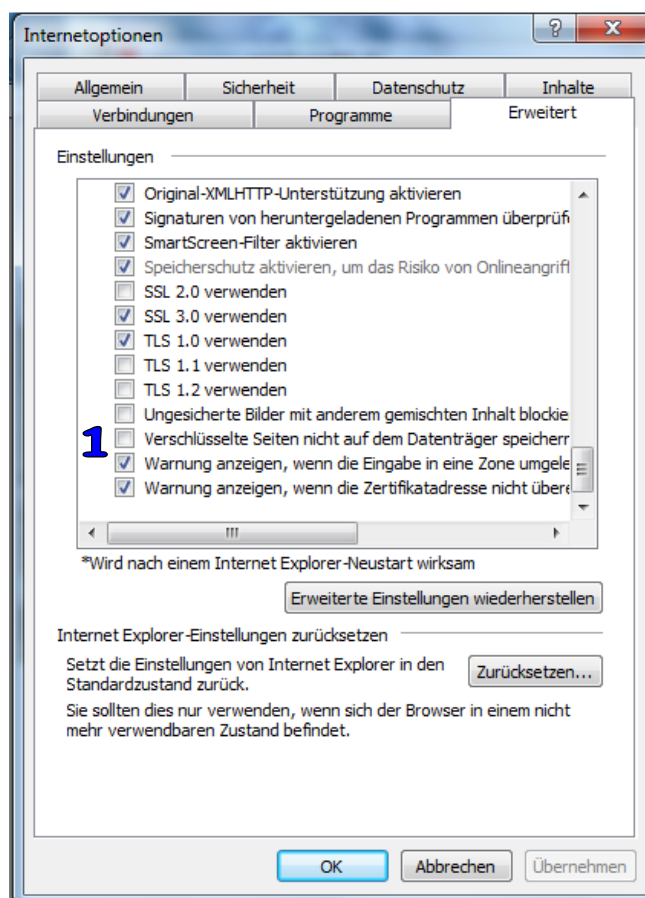 Internetoptionen
Allgemein
Sicherheit
Datenschutz
Inhalte
Verbindungen
Programme
Erweitert
Einstellungen
Original-XMLHTTP-Unterstützung aktivieren
Signaturen von heruntergeladenen Programmen überprüfe
SmartScreen-Filter aktivieren
Speicherschutz aktivieren, um das Risiko von Onlineangriff
SSL 2.0 verwenden
SSL 3.0 verwenden
TLS 1.0 verwenden
TLS 1.1 verwenden
TLS 1.2 verwenden
Ungesicherte Bilder mit anderem gemischten Inhalt blockie
1 Verschlüsselte Seiten nicht auf dem Datenträger speichern
Warnung anzeigen, wenn die Eingabe in eine Zone umgele
Warnung anzeigen, wenn die Zertifikatadresse nicht übere
*Wird nach einem Internet Explorer-Neustart wirksam
Erweiterte Einstellungen wiederherstellen
Internet Explorer-Einstellungen zurücksetzen
Setzt die Einstellungen von Internet Explorer in den
Standardzustand zurück.
Zurücksetzen...
Sie sollten dies nur verwenden, wenn sich der Browser in einem nicht
mehr verwendbaren Zustand befindet.
OK
Abbrechen
Übernehmen